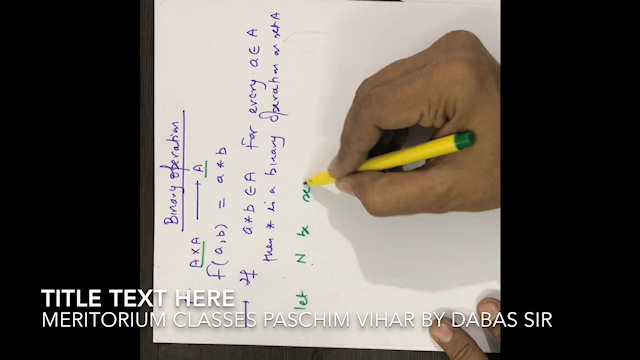 Binary operation
A × A ⟶ A
f(a, b) = a * b
⟶ If a * b ∈ A for every a ∈ A
then * is a binary operation on set A
let N be
TITLE TEXT HERE
MERITORIUM CLASSES PASCHIM VIHAR BY DABAS SIR